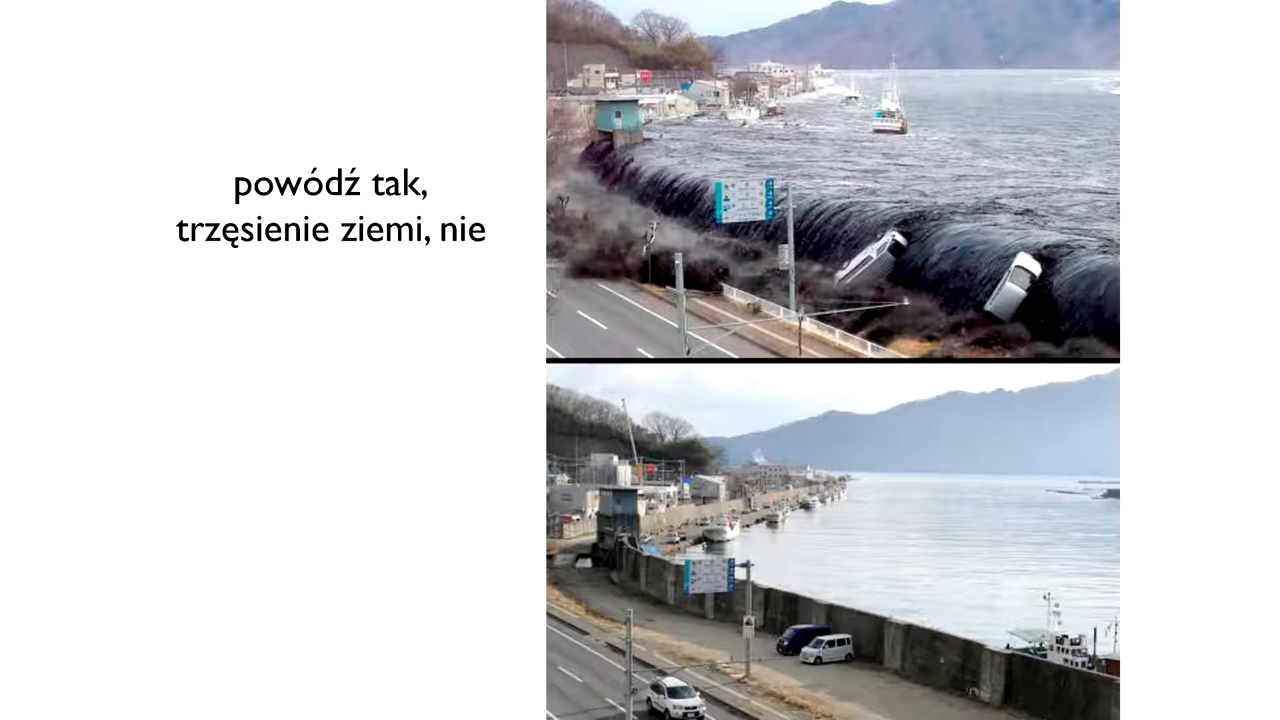 powódź tak,
trzęsienie ziemi, nie